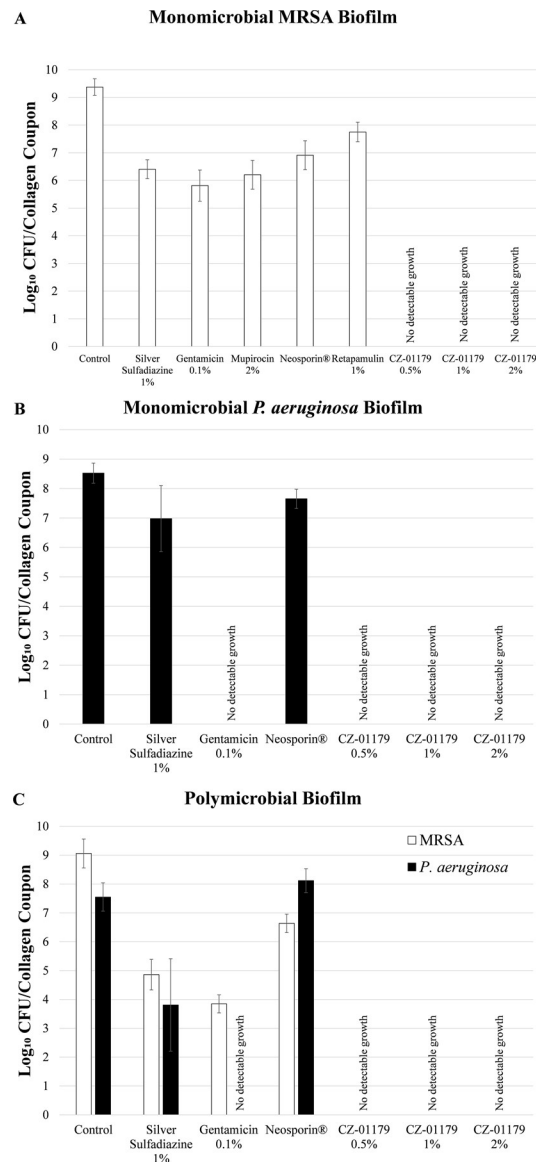 A
Monomicrobial MRSA Biofilm
Log₁₀ CFU/Collagen Coupon
10
9
8
7
6
5
4
3
2
1
0
No detectable growth
No detectable growth
No detectable growth
Control
Silver Sulfadiazine 1%
Gentamicin 0.1%
Mupirocin 2%
Neosporin®
Retapamulin 1%
CZ-01179 0.5%
CZ-01179 1%
CZ-01179 2%
B
Monomicrobial P. aeruginosa Biofilm
Log₁₀ CFU/Collagen Coupon
10
9
8
7
6
5
4
3
2
1
0
No detectable growth
No detectable growth
No detectable growth
No detectable growth
Control
Silver Sulfadiazine 1%
Gentamicin 0.1%
Neosporin®
CZ-01179 0.5%
CZ-01179 1%
CZ-01179 2%
C
Polymicrobial Biofilm
Log₁₀ CFU/Collagen Coupon
10
9
8
7
6
5
4
3
2
1
0
MRSA
P. aeruginosa
No detectable growth
No detectable growth
No detectable growth
No detectable growth
Control
Silver Sulfadiazine 1%
Gentamicin 0.1%
Neosporin®
CZ-01179 0.5%
CZ-01179 1%
CZ-01179 2%